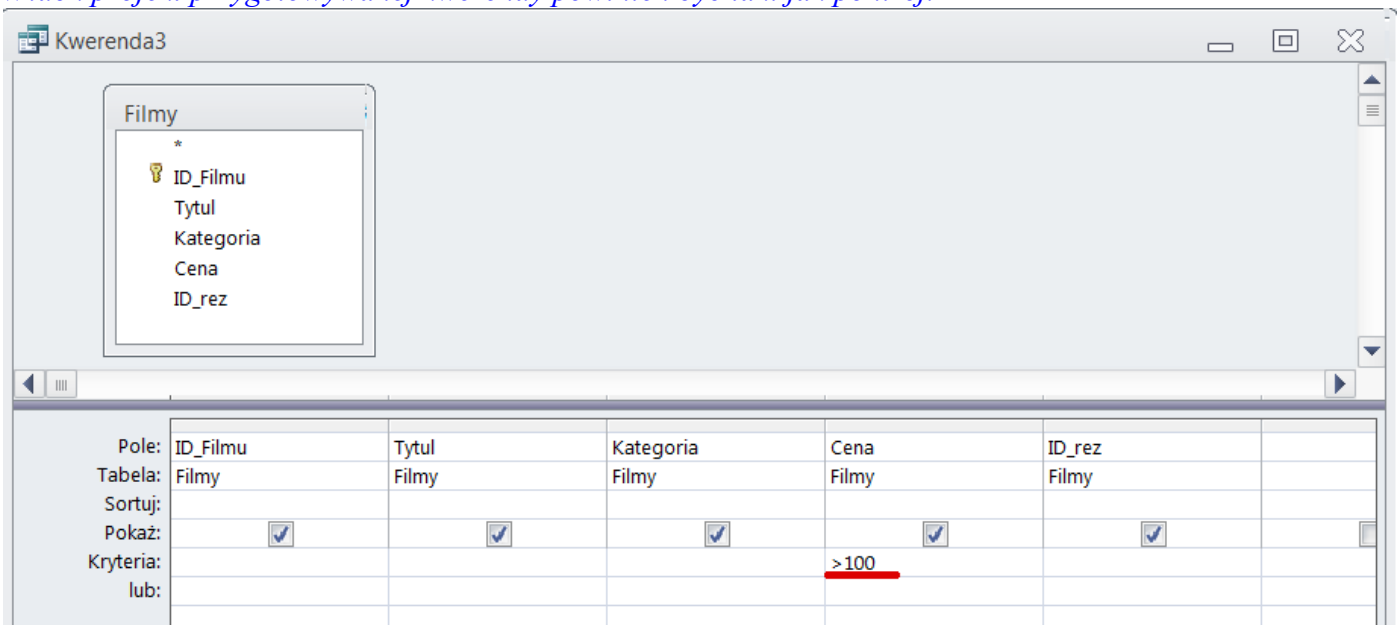 Kwerenda3
Filmy
*
ID_Filmu
Tytul
Kategoria
Cena
ID_rez
Pole: ID_Filmu Tytul Kategoria Cena ID_rez
Tabela: Filmy Filmy Filmy Filmy Filmy
Sortuj:
Pokaż:
Kryteria: >100
lub: